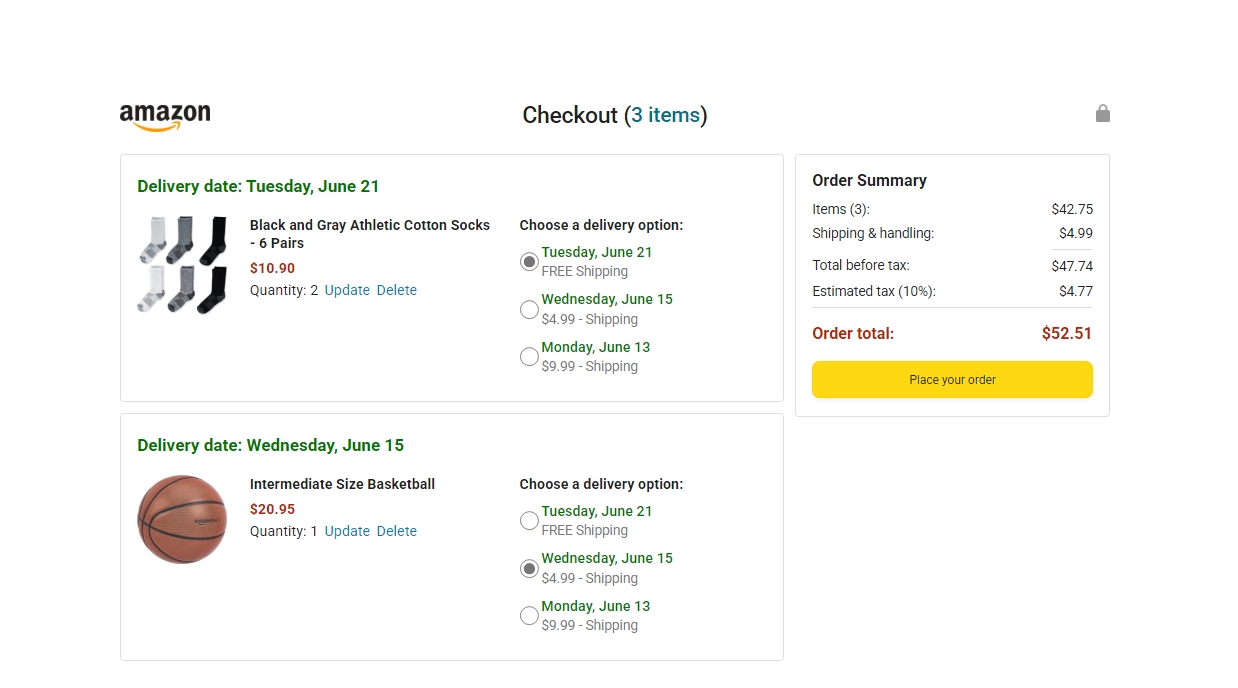 amazon
Checkout (3 items)
Delivery date: Tuesday, June 21
Black and Gray Athletic Cotton Socks
- 6 Pairs
$10.90
Quantity: 2 Update Delete
Choose a delivery option:
Tuesday, June 21
FREE Shipping
Wednesday, June 15
$4.99 - Shipping
Monday, June 13
$9.99 - Shipping
Delivery date: Wednesday, June 15
Intermediate Size Basketball
$20.95
Quantity: 1 Update Delete
Choose a delivery option:
Tuesday, June 21
FREE Shipping
Wednesday, June 15
$4.99 - Shipping
Monday, June 13
$9.99 - Shipping
Order Summary
Items (3): $42.75
Shipping & handling: $4.99
Total before tax: $47.74
Estimated tax (10%): $4.77
Order total: $52.51
Place your order